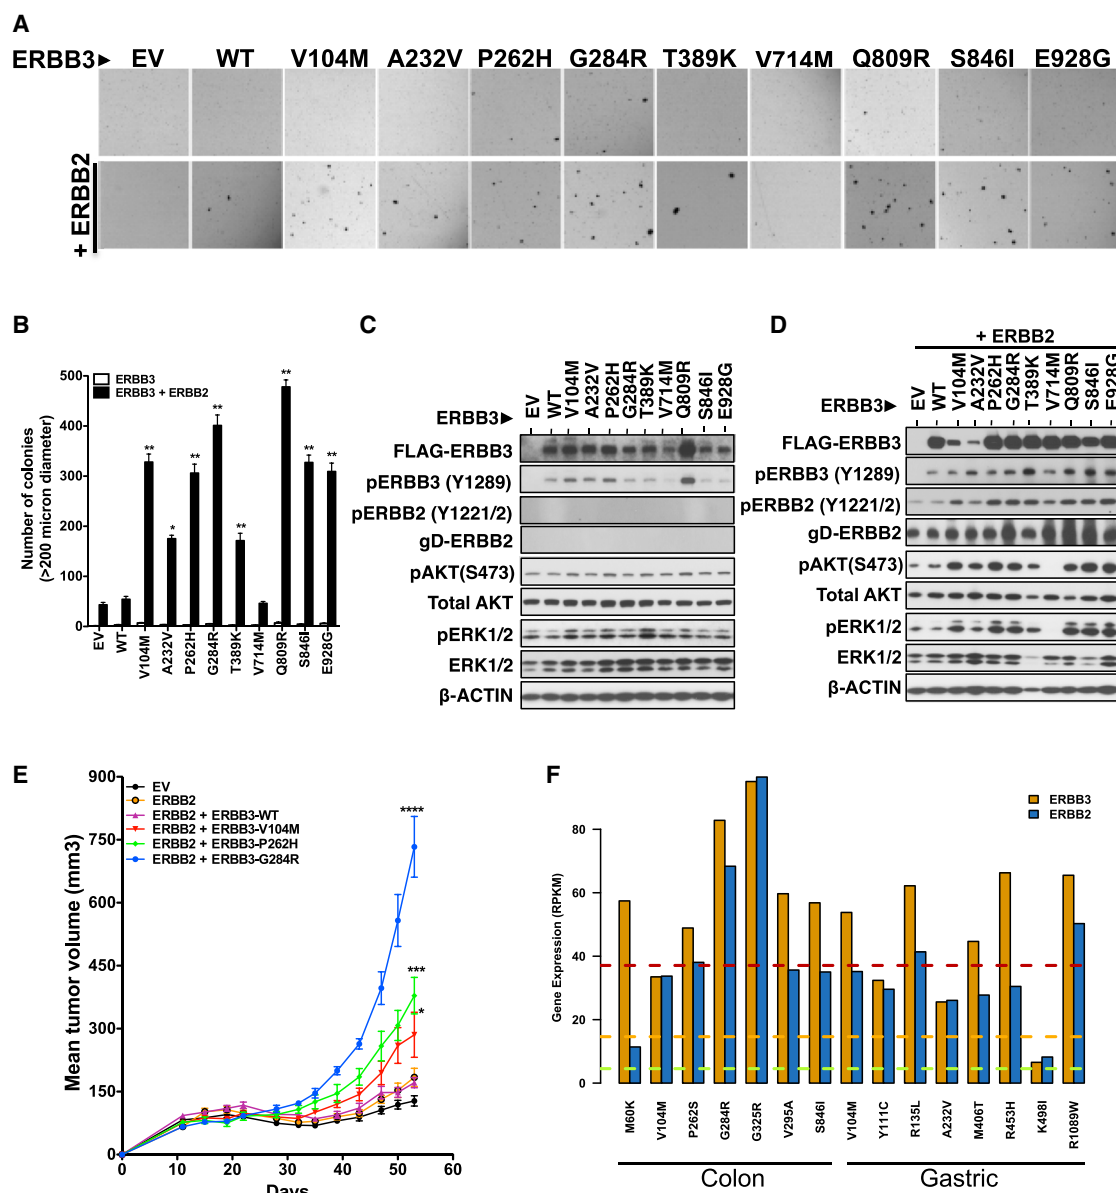 A
ERBB3▶ EV WT V104M A232V P262H G284R T389K V714M Q809R S846I E928G
+ ERBB2
B
Number of colonies
(>200 micron diameter)
500
400
300
200
100
0
ERBB3
ERBB3 + ERBB2
** * ** ** ** ** ** **
EV WT V104M A232V P262H G284R T389K V714M Q809R S846I E928G
C
ERBB3▶ EV WT V104M A232V P262H G284R T389K V714M Q809R S846I E928G
FLAG-ERBB3
pERBB3 (Y1289)
pERBB2 (Y1221/2)
gD-ERBB2
pAKT(S473)
Total AKT
pERK1/2
ERK1/2
β-ACTIN
D
+ ERBB2
ERBB3▶ EV WT V104M A232V P262H G284R T389K V714M Q809R S846I E928G
FLAG-ERBB3
pERBB3 (Y1289)
pERBB2 (Y1221/2)
gD-ERBB2
pAKT(S473)
Total AKT
pERK1/2
ERK1/2
β-ACTIN
E
Mean tumor volume (mm3)
900
750
600
450
300
150
0
EV
ERBB2
ERBB2 + ERBB3-WT
ERBB2 + ERBB3-V104M
ERBB2 + ERBB3-P262H
ERBB2 + ERBB3-G284R
****
***
*
0 10 20 30 40 50 60
Days
F
Gene Expression (RPKM)
80
60
40
20
0
ERBB3
ERBB2
M60K V104M P262S G284R G325R V295A S846I V104M Y111C R135L A232V M406T R453H K498I R1089W
Colon Gastric